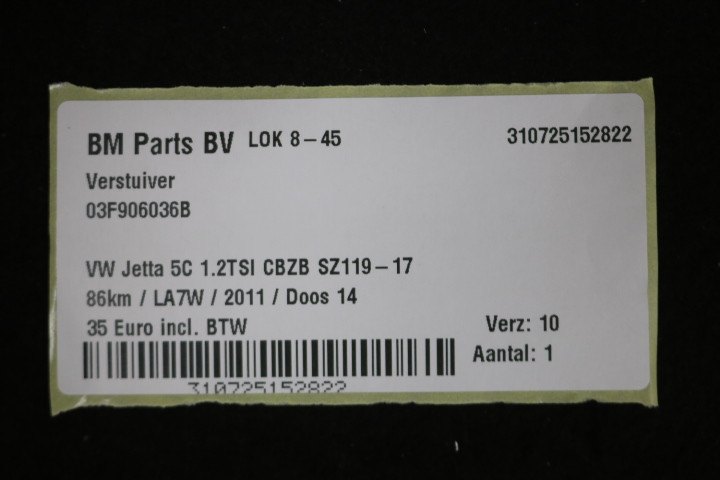 BM Parts BV LOK 8-45 310725152822
Verstuiver
03F906036B
VW Jetta 5C 1.2TSI CBZB SZ119-17
86km / LA7W / 2011 / Doos 14
35 Euro incl. BTW Verz: 10
Aantal: 1
310725152822